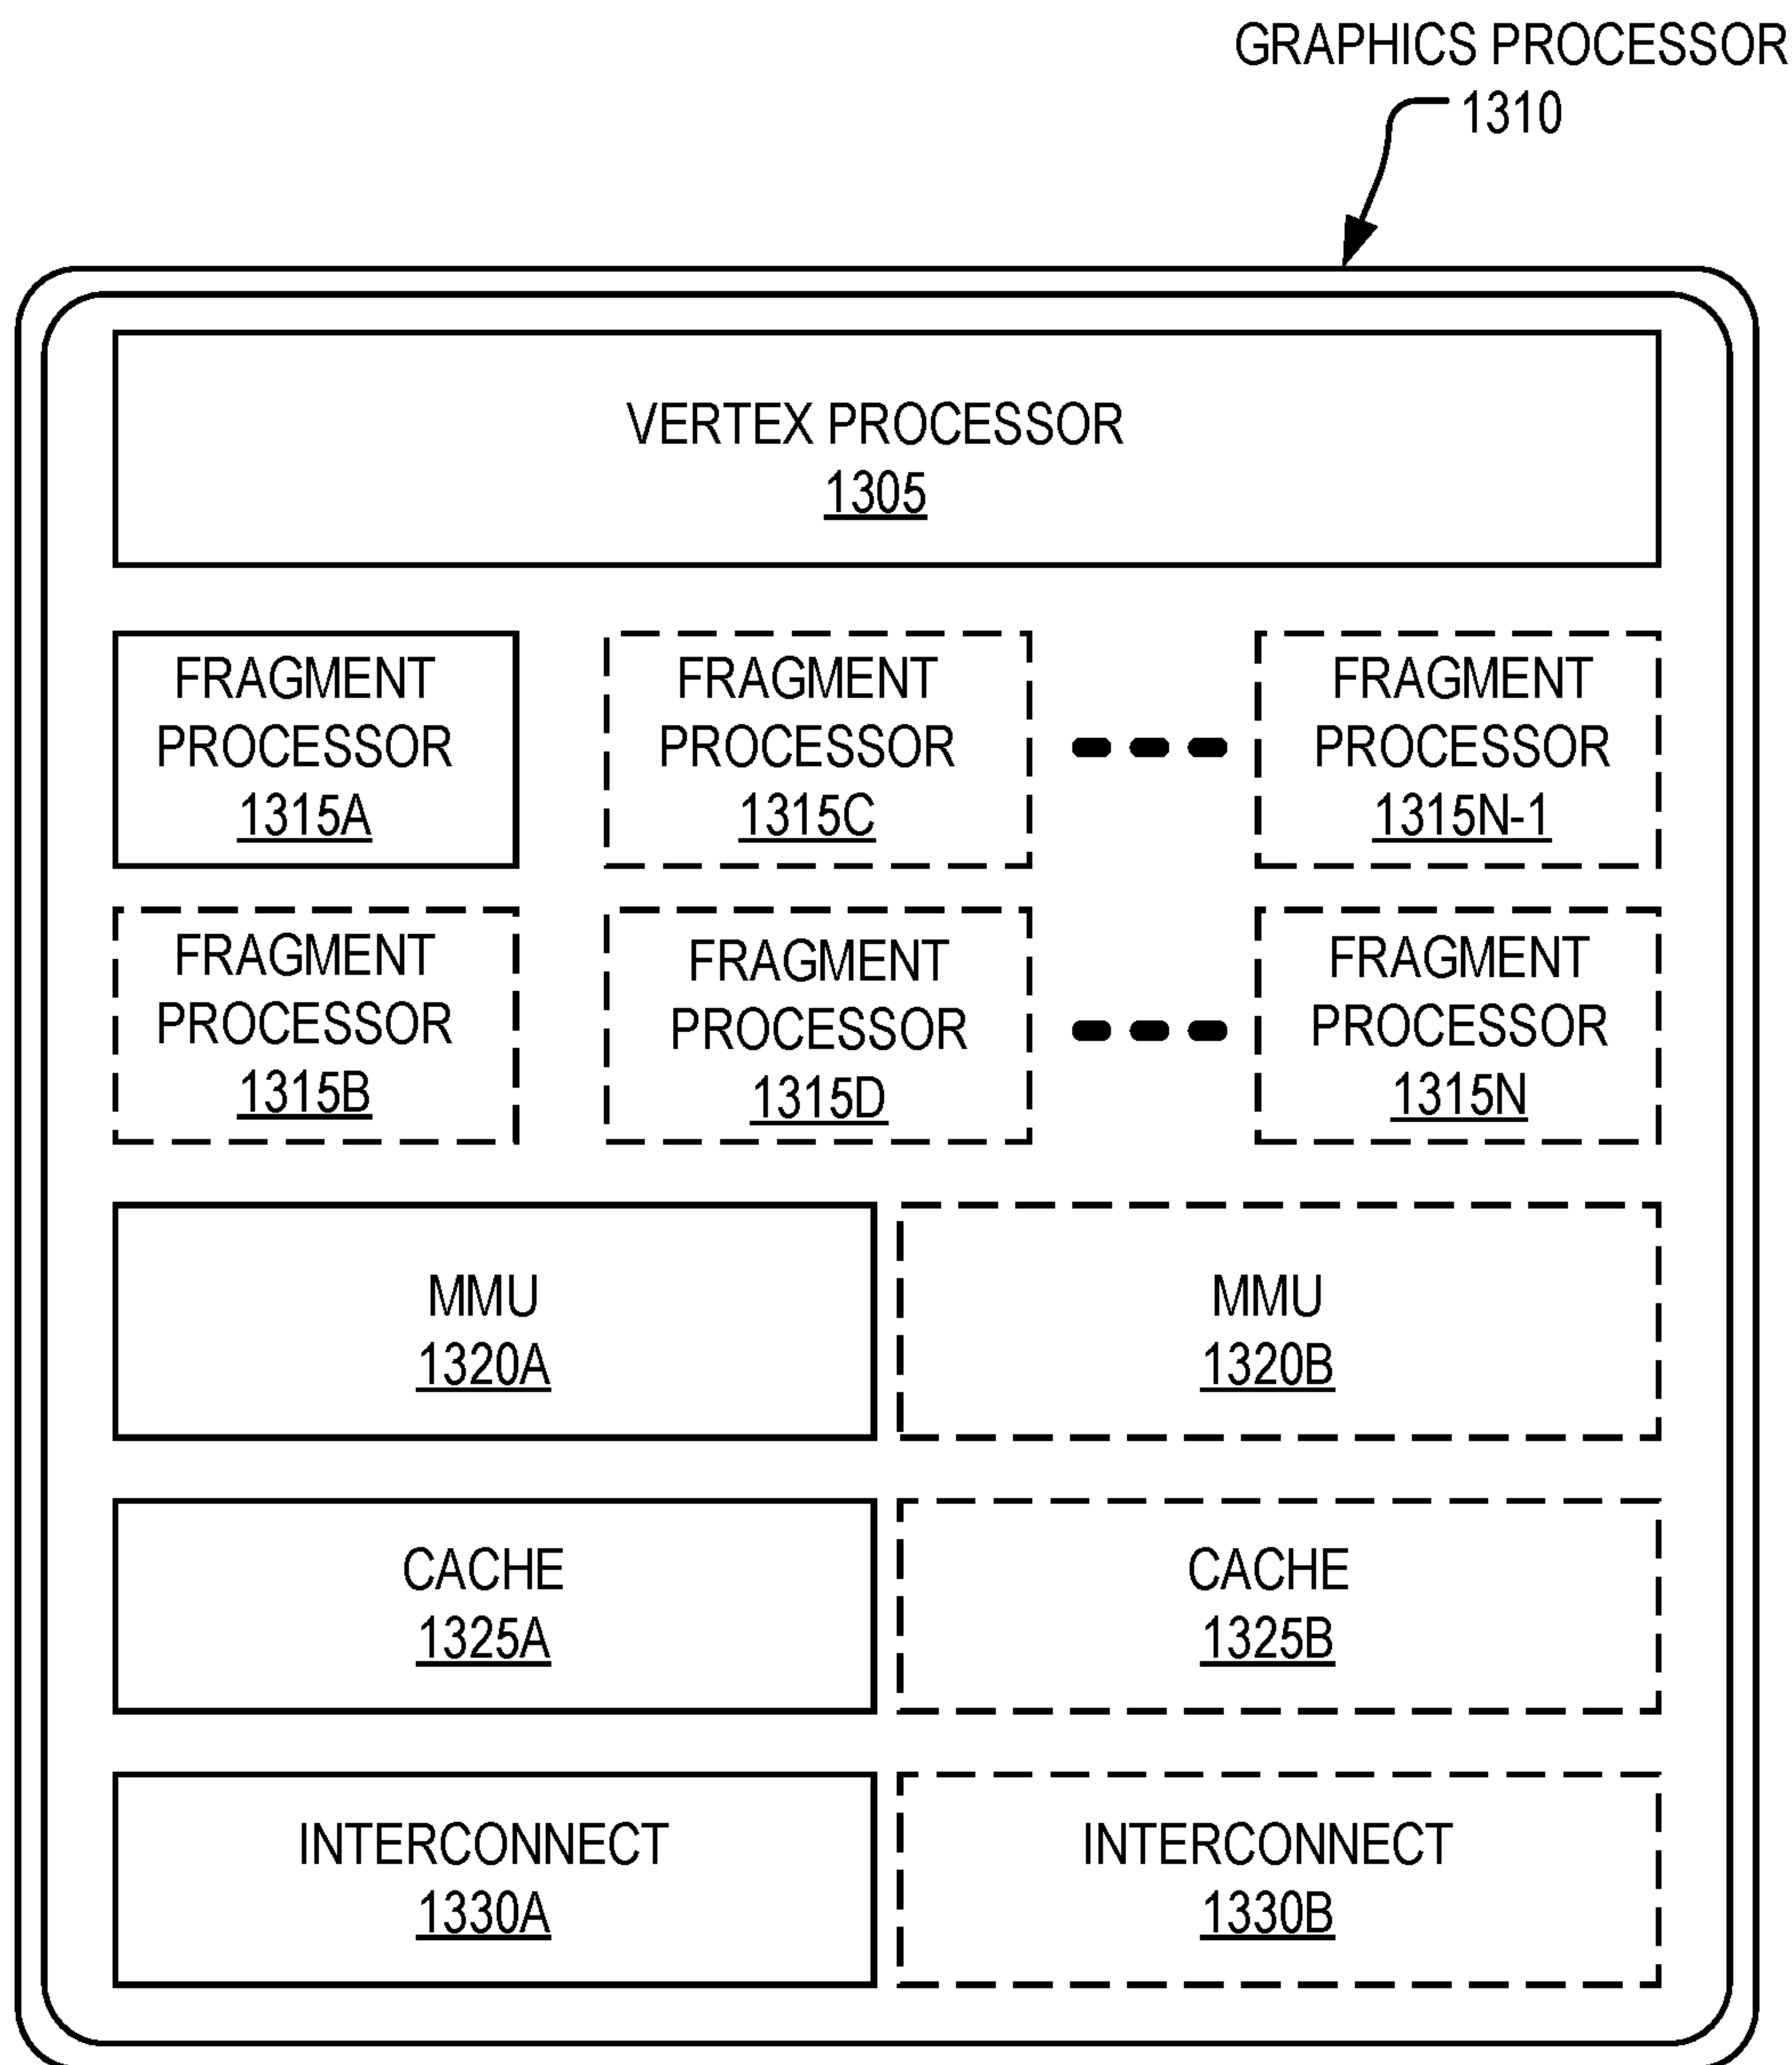 GRAPHICS PROCESSOR
1310
VERTEX PROCESSOR
1305
FRAGMENT
PROCESSOR
1315A
FRAGMENT
PROCESSOR
1315C
FRAGMENT
PROCESSOR
1315N-1
FRAGMENT
PROCESSOR
1315B
FRAGMENT
PROCESSOR
1315D
FRAGMENT
PROCESSOR
1315N
MMU
1320A
MMU
1320B
CACHE
1325A
CACHE
1325B
INTERCONNECT
1330A
INTERCONNECT
1330B